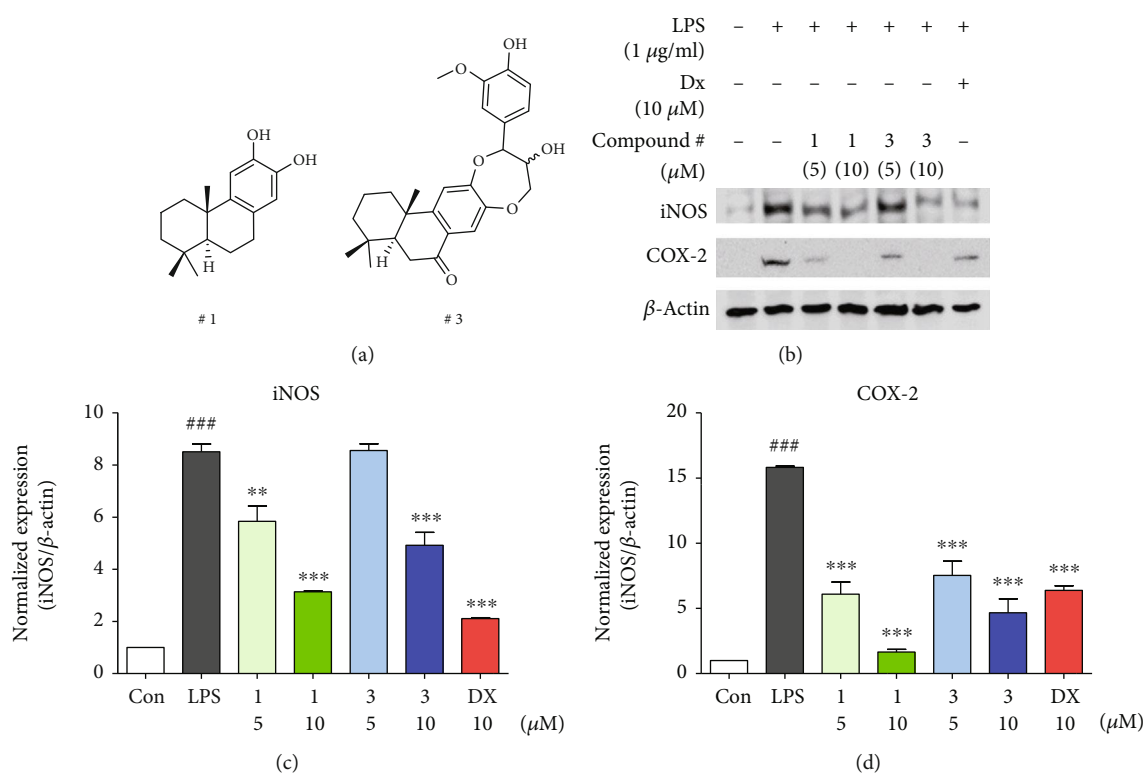 OH
OH
H
# 1
OH
O
OH
O
O
H
O
# 3
(a)
LPS – + + + + + +
(1 μg/ml)
Dx – – – – – – +
(10 μM)
Compound # – – 1 1 3 3 –
(μM) (5) (10) (5) (10)
iNOS
COX-2
β-Actin
(b)
iNOS
Normalized expression
(iNOS/β-actin)
10
8
6
4
2
0
###
**
***
***
***
Con LPS 1 1 3 3 DX
5 10 5 10 10 (μM)
(c)
COX-2
Normalized expression
(iNOS/β-actin)
20
15
10
5
0
###
***
***
***
***
***
Con LPS 1 1 3 3 DX
5 10 5 10 10 (μM)
(d)